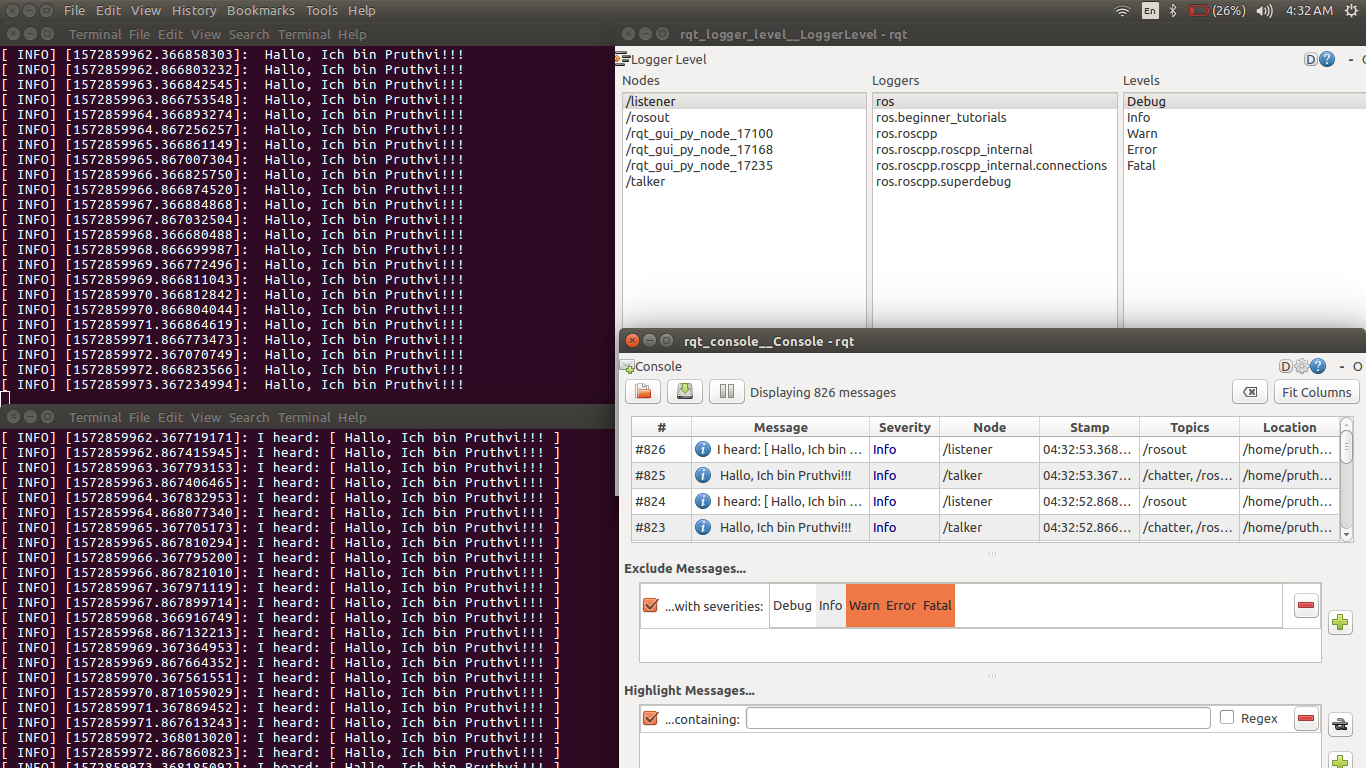 File Edit View History Bookmarks Tools Help
En
(26%)
4:32 AM
Terminal File Edit View Search Terminal Help
[ INFO] [1572859962.366858303]:  Hallo, Ich bin Pruthvi!!!
[ INFO] [1572859962.866803232]:  Hallo, Ich bin Pruthvi!!!
[ INFO] [1572859963.366842545]:  Hallo, Ich bin Pruthvi!!!
[ INFO] [1572859963.866753548]:  Hallo, Ich bin Pruthvi!!!
[ INFO] [1572859964.366893274]:  Hallo, Ich bin Pruthvi!!!
[ INFO] [1572859964.867256257]:  Hallo, Ich bin Pruthvi!!!
[ INFO] [1572859965.366861149]:  Hallo, Ich bin Pruthvi!!!
[ INFO] [1572859965.867007304]:  Hallo, Ich bin Pruthvi!!!
[ INFO] [1572859966.366825750]:  Hallo, Ich bin Pruthvi!!!
[ INFO] [1572859966.866874520]:  Hallo, Ich bin Pruthvi!!!
[ INFO] [1572859967.366884868]:  Hallo, Ich bin Pruthvi!!!
[ INFO] [1572859967.867032504]:  Hallo, Ich bin Pruthvi!!!
[ INFO] [1572859968.366680488]:  Hallo, Ich bin Pruthvi!!!
[ INFO] [1572859968.866699987]:  Hallo, Ich bin Pruthvi!!!
[ INFO] [1572859969.366772496]:  Hallo, Ich bin Pruthvi!!!
[ INFO] [1572859969.866811043]:  Hallo, Ich bin Pruthvi!!!
[ INFO] [1572859970.366812842]:  Hallo, Ich bin Pruthvi!!!
[ INFO] [1572859970.866804044]:  Hallo, Ich bin Pruthvi!!!
[ INFO] [1572859971.366864619]:  Hallo, Ich bin Pruthvi!!!
[ INFO] [1572859971.866773473]:  Hallo, Ich bin Pruthvi!!!
[ INFO] [1572859972.367070749]:  Hallo, Ich bin Pruthvi!!!
[ INFO] [1572859972.866823566]:  Hallo, Ich bin Pruthvi!!!
[ INFO] [1572859973.367234994]:  Hallo, Ich bin Pruthvi!!!
Terminal File Edit View Search Terminal Help
[ INFO] [1572859962.367719171]: I heard: [ Hallo, Ich bin Pruthvi!!! ]
[ INFO] [1572859962.867415945]: I heard: [ Hallo, Ich bin Pruthvi!!! ]
[ INFO] [1572859963.367793153]: I heard: [ Hallo, Ich bin Pruthvi!!! ]
[ INFO] [1572859963.867406465]: I heard: [ Hallo, Ich bin Pruthvi!!! ]
[ INFO] [1572859964.367832953]: I heard: [ Hallo, Ich bin Pruthvi!!! ]
[ INFO] [1572859964.868077340]: I heard: [ Hallo, Ich bin Pruthvi!!! ]
[ INFO] [1572859965.367705173]: I heard: [ Hallo, Ich bin Pruthvi!!! ]
[ INFO] [1572859965.867810294]: I heard: [ Hallo, Ich bin Pruthvi!!! ]
[ INFO] [1572859966.367795200]: I heard: [ Hallo, Ich bin Pruthvi!!! ]
[ INFO] [1572859966.867821010]: I heard: [ Hallo, Ich bin Pruthvi!!! ]
[ INFO] [1572859967.367971119]: I heard: [ Hallo, Ich bin Pruthvi!!! ]
[ INFO] [1572859967.867899714]: I heard: [ Hallo, Ich bin Pruthvi!!! ]
[ INFO] [1572859968.366916749]: I heard: [ Hallo, Ich bin Pruthvi!!! ]
[ INFO] [1572859968.867132213]: I heard: [ Hallo, Ich bin Pruthvi!!! ]
[ INFO] [1572859969.367364953]: I heard: [ Hallo, Ich bin Pruthvi!!! ]
[ INFO] [1572859969.867664352]: I heard: [ Hallo, Ich bin Pruthvi!!! ]
[ INFO] [1572859970.367561551]: I heard: [ Hallo, Ich bin Pruthvi!!! ]
[ INFO] [1572859970.871059029]: I heard: [ Hallo, Ich bin Pruthvi!!! ]
[ INFO] [1572859971.367869452]: I heard: [ Hallo, Ich bin Pruthvi!!! ]
[ INFO] [1572859971.867613243]: I heard: [ Hallo, Ich bin Pruthvi!!! ]
[ INFO] [1572859972.368013020]: I heard: [ Hallo, Ich bin Pruthvi!!! ]
[ INFO] [1572859972.867860823]: I heard: [ Hallo, Ich bin Pruthvi!!! ]
[ INFO] [1572859973.368185092]: I heard: [ Hallo, Ich bin Pruthvi!!! ]
rqt_logger_level__LoggerLevel - rqt
Logger Level
D ? - O
Nodes Loggers Levels
/listener ros Debug
/rosout ros.beginner_tutorials Info
/rqt_gui_py_node_17100 ros.roscpp Warn
/rqt_gui_py_node_17168 ros.roscpp.roscpp_internal Error
/rqt_gui_py_node_17235 ros.roscpp.roscpp_internal.connections Fatal
/talker ros.roscpp.superdebug
rqt_console__Console - rqt
Console
D ? - O
Displaying 826 messages
Fit Columns
# Message Severity Node Stamp Topics Location
#826 I heard: [ Hallo, Ich bin ... Info /listener 04:32:53.368... /rosout /home/pruth...
#825 Hallo, Ich bin Pruthvi!!! Info /talker 04:32:53.367... /chatter, /ros... /home/pruth...
#824 I heard: [ Hallo, Ich bin ... Info /listener 04:32:52.868... /rosout /home/pruth...
#823 Hallo, Ich bin Pruthvi!!! Info /talker 04:32:52.866... /chatter, /ros... /home/pruth...
Exclude Messages...
...with severities: Debug Info Warn Error Fatal
Highlight Messages...
...containing: Regex